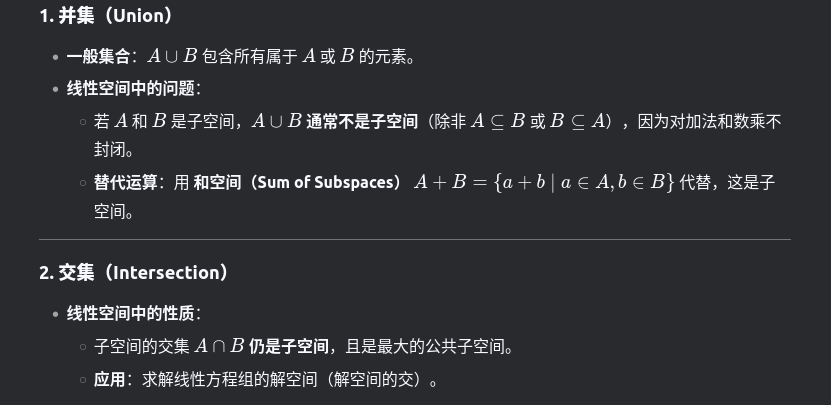 1. 并集（Union）
• 一般集合：A ∪ B 包含所有属于 A 或 B 的元素。
• 线性空间中的问题：
○ 若 A 和 B 是子空间，A ∪ B 通常不是子空间（除非 A ⊆ B 或 B ⊆ A），因为对加法和数乘不
封闭。
○ 替代运算：用 和空间（Sum of Subspaces） A + B = {a + b | a ∈ A, b ∈ B} 代替，这是子
空间。
2. 交集（Intersection）
• 线性空间中的性质：
○ 子空间的交集 A ∩ B 仍是子空间，且是最大的公共子空间。
○ 应用：求解线性方程组的解空间（解空间的交）。